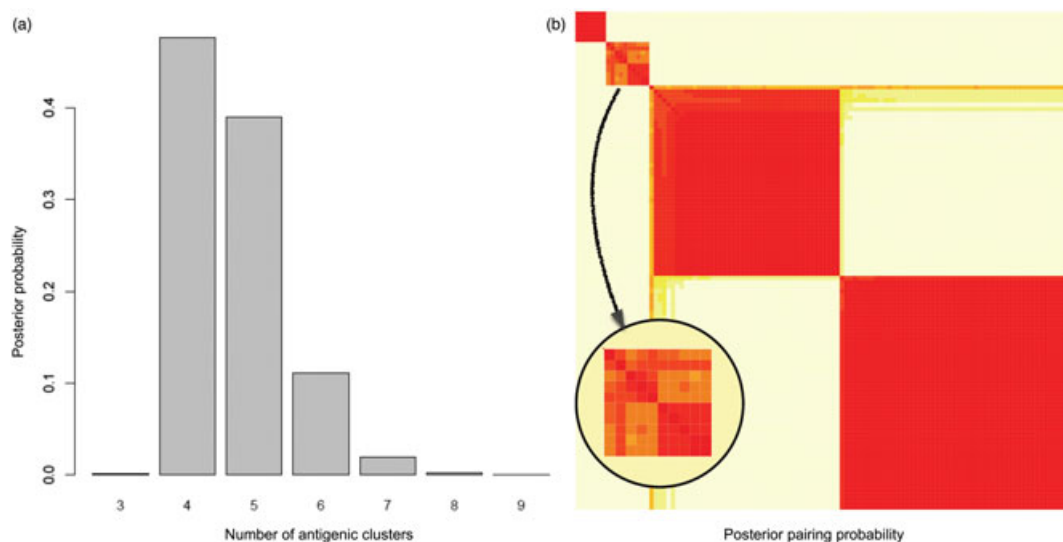 (a)
(b)
Posterior probability
0.4
0.3
0.2
0.1
0.0
3 4 5 6 7 8 9
Number of antigenic clusters
Posterior pairing probability